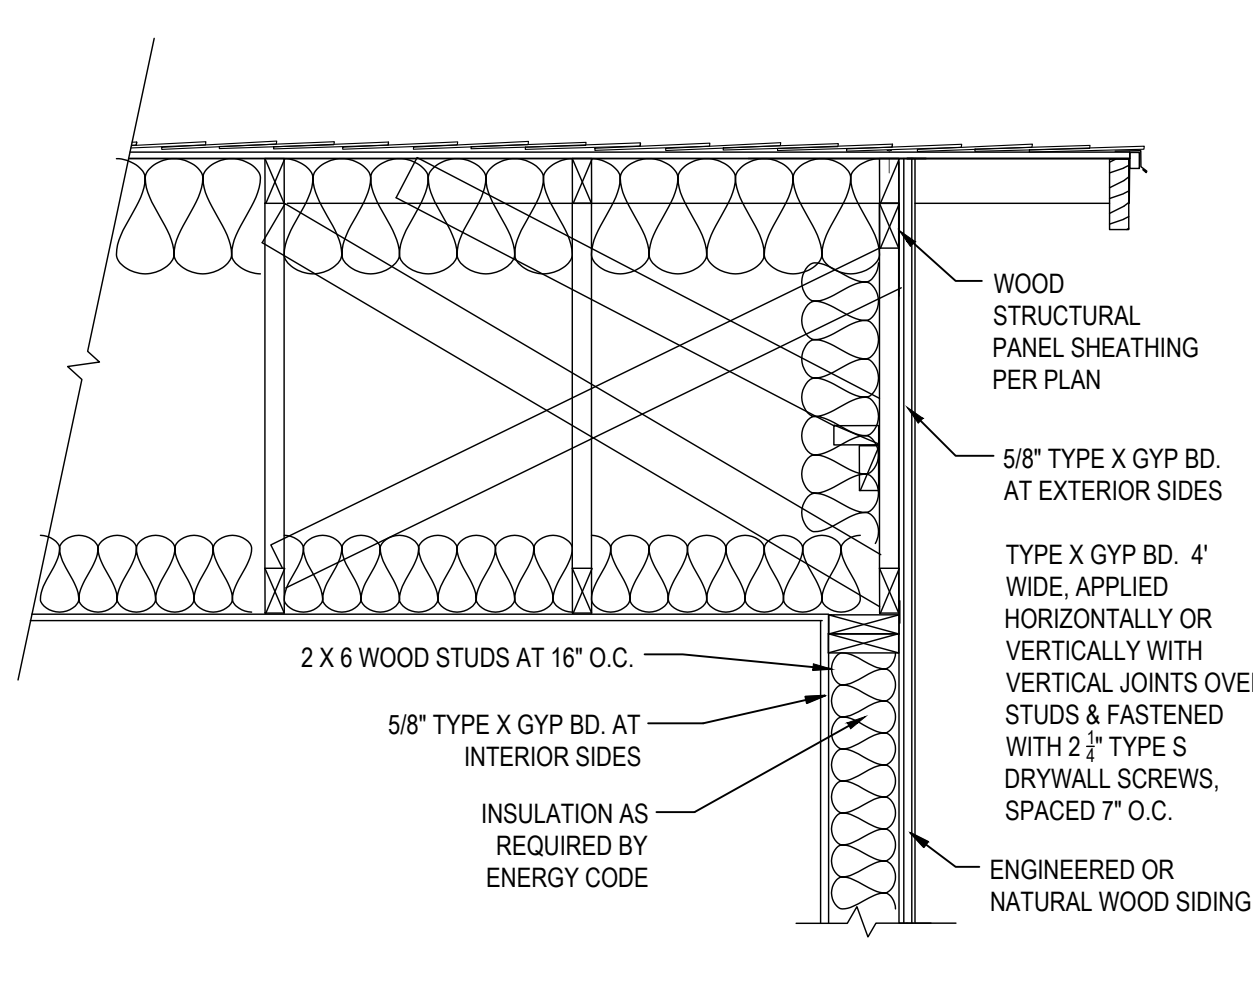 WOOD
STRUCTURAL
PANEL SHEATHING
PER PLAN
5/8" TYPE X GYP BD.
AT EXTERIOR SIDES
TYPE X GYP BD. 4'
WIDE, APPLIED
HORIZONTALLY OR
VERTICALLY WITH
VERTICAL JOINTS OVER
STUDS & FASTENED
WITH 2 1/4" TYPE S
DRYWALL SCREWS,
SPACED 7" O.C.
ENGINEERED OR
NATURAL WOOD SIDING
2 X 6 WOOD STUDS AT 16" O.C.
5/8" TYPE X GYP BD. AT
INTERIOR SIDES
INSULATION AS
REQUIRED BY
ENERGY CODE